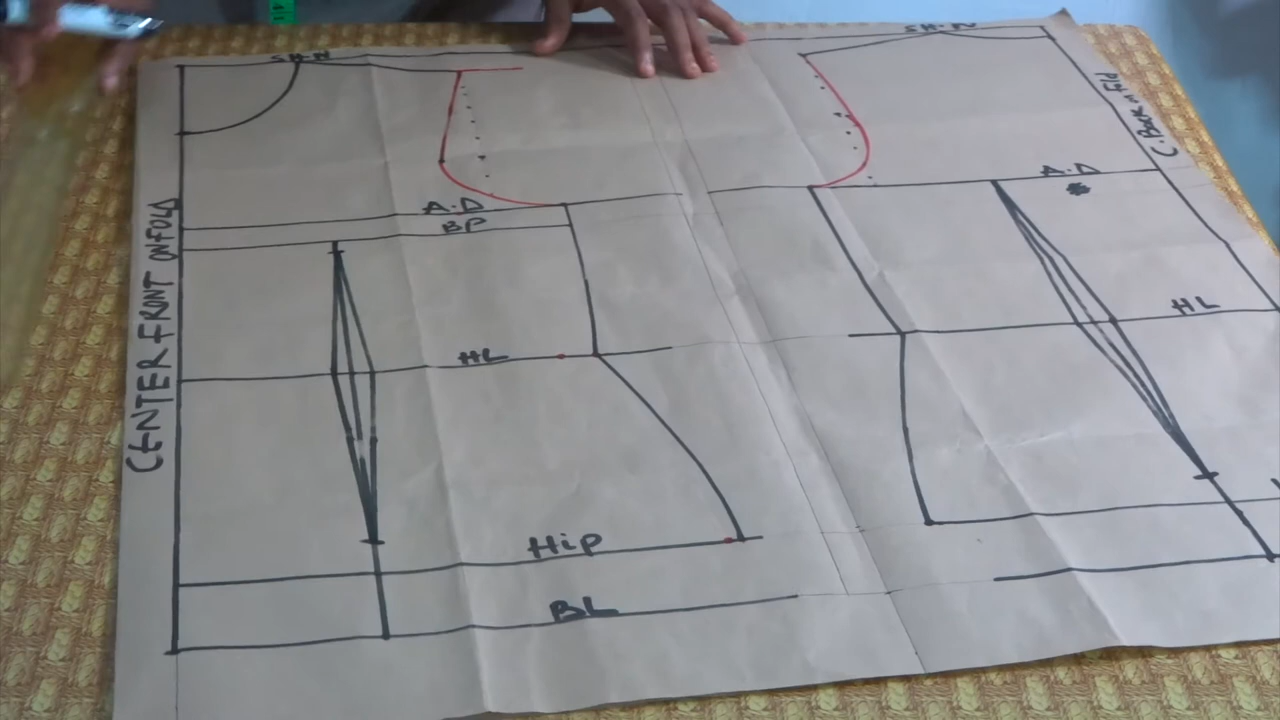 SH-N
SH-N
C. Back on Fold
CENTER FRONT ON FOLD
A.D
A.D
BP
HL
HL
Hip
BL